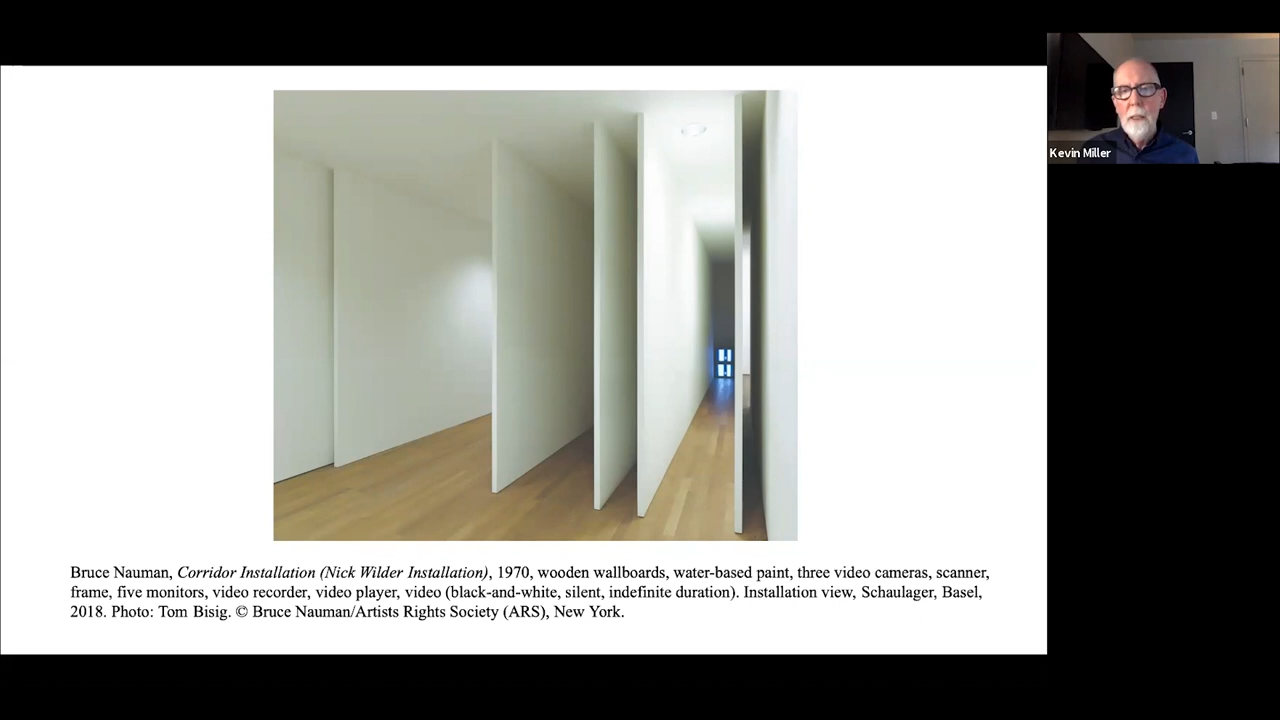 Kevin Miller
Bruce Nauman, Corridor Installation (Nick Wilder Installation), 1970, wooden wallboards, water-based paint, three video cameras, scanner,
frame, five monitors, video recorder, video player, video (black-and-white, silent, indefinite duration). Installation view, Schaulager, Basel,
2018. Photo: Tom Bisig. © Bruce Nauman/Artists Rights Society (ARS), New York.